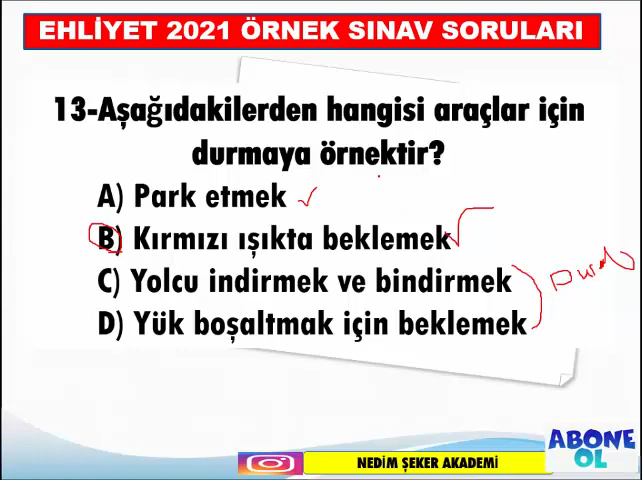 EHLİYET 2021 ÖRNEK SINAV SORULARI
13-Aşağıdakilerden hangisi araçlar için
durmaya örnektir?
A) Park etmek
B) Kırmızı ışıkta beklemek
C) Yolcu indirmek ve bindirmek
D) Yük boşaltmak için beklemek
NEDİM ŞEKER AKADEMİ
ABONE
OL